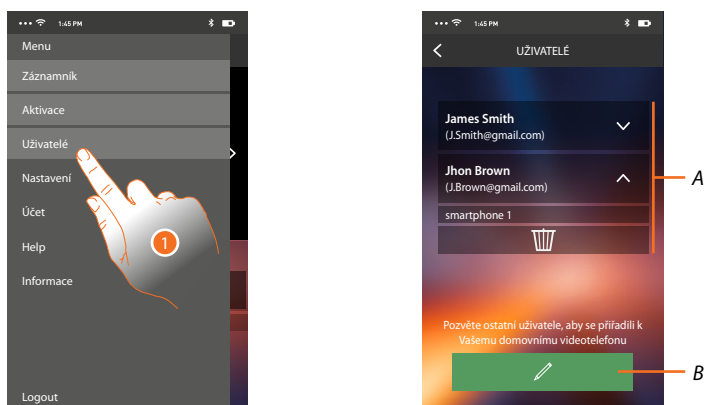 1:45 PM
Menu
Záznamník
Aktivace
Uživatelé
Nastavení
Účet
1
Help
Informace
Logout
1:45 PM
UŽIVATELÉ
James Smith
(J.Smith@gmail.com)
Jhon Brown
(J.Brown@gmail.com)
smartphone 1
Pozvěte ostatní uživatele, aby se přiřadili k
Vašemu domovnímu videotelefonu
A
B